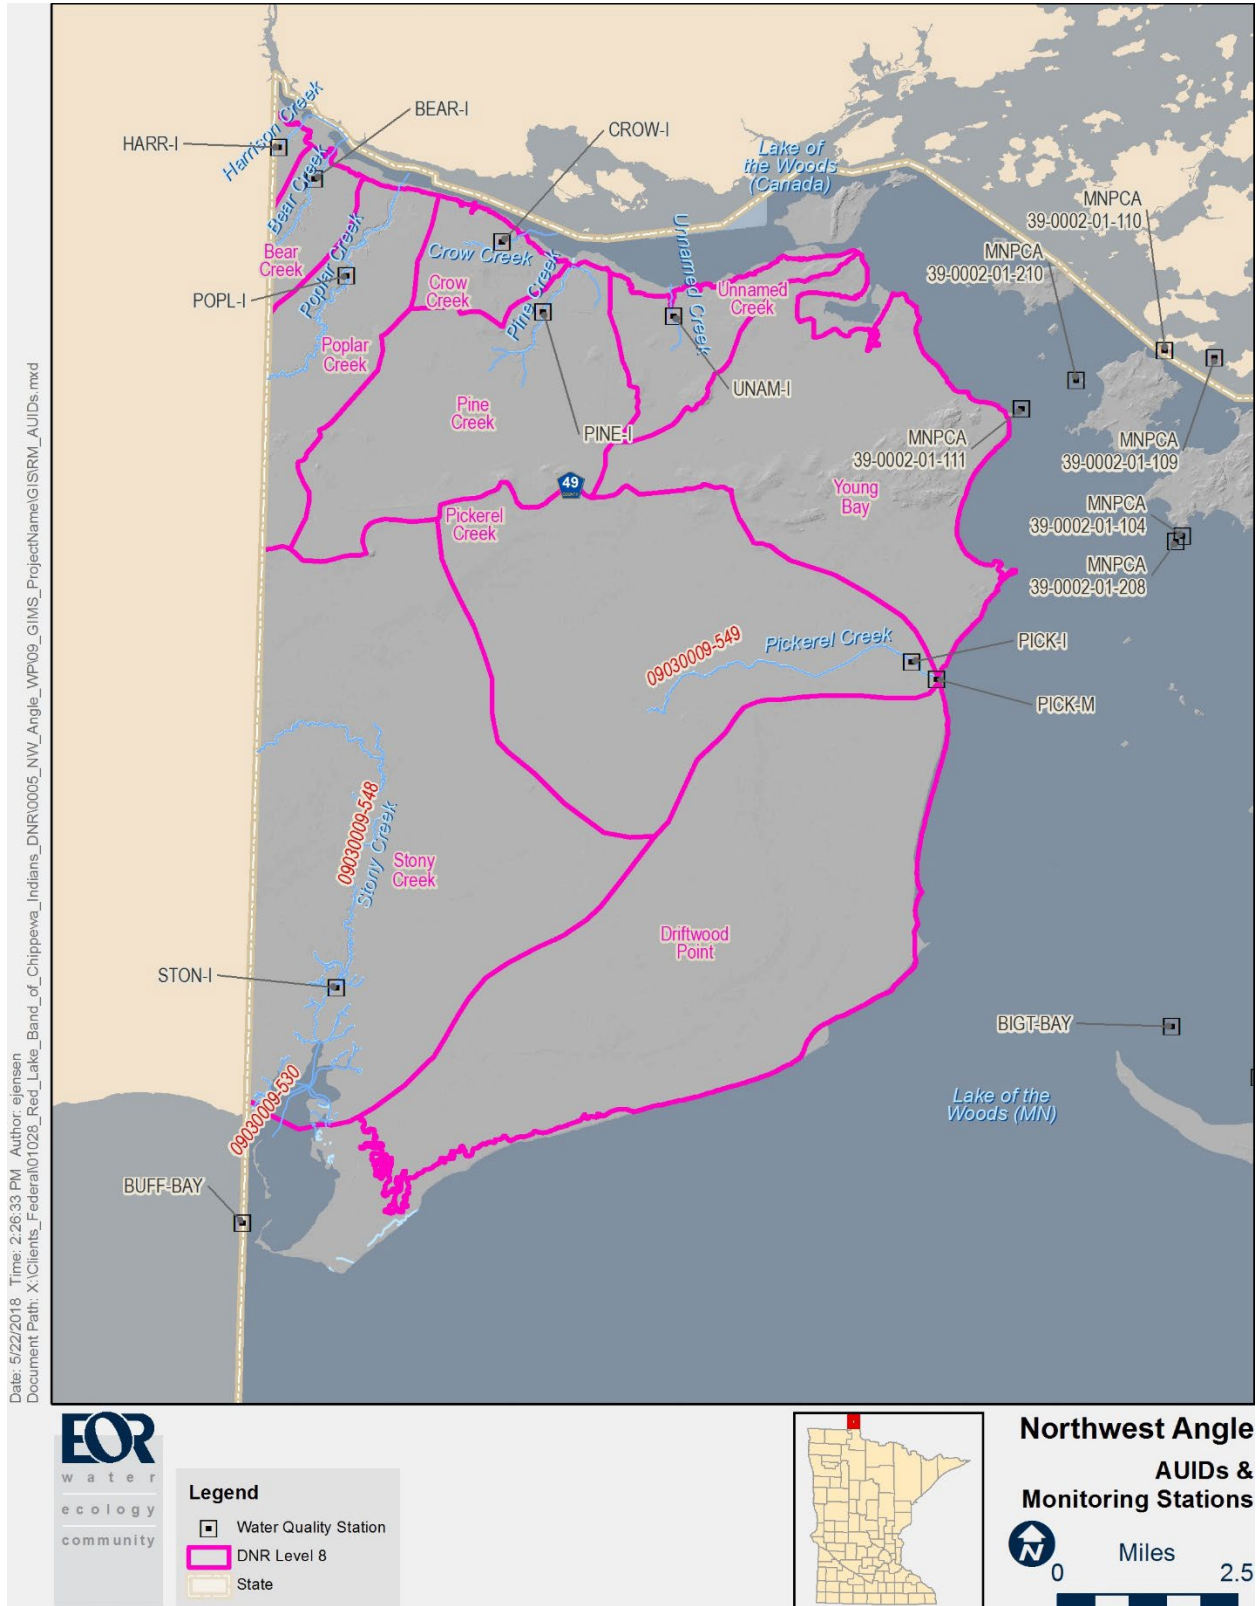 BEAR-I
HARR-I
Harrison Creek
CROW-I
Lake of
the Woods
(Canada)
MNPCA
39-0002-01-110
Bear Creek
Unnamed Creek
MNPCA
39-0002-01-210
Bear
Creek
Crow Creek
POPL-I
Poplar Creek
Crow
Creek
Pine Creek
Unnamed
Creek
Poplar
Creek
UNAM-I
Pine
Creek
PINE-I
MNPCA
39-0002-01-111
MNPCA
39-0002-01-109
49
COUNTY
Young
Bay
Pickerel
Creek
MNPCA
39-0002-01-104
MNPCA
39-0002-01-208
09030009-549
Pickerel Creek
PICK-I
PICK-M
09030009-548
Stony Creek
Stony
Creek
Driftwood
Point
STON-I
BIGT-BAY
09030009-530
Lake of the
Woods (MN)
BUFF-BAY
Date: 5/22/2018 Time: 2:26:33 PM Author: ejensen
Document Path: X:\Clients_Federal\01028_Red_Lake_Band_of_Chippewa_Indians_DNR\0005_NW_Angle_WP\09_GIMS_ProjectName\GIS\RM_AUIDs.mxd
EOR
water
ecology
community
Legend
Water Quality Station
DNR Level 8
State
Northwest Angle
AUIDs &
Monitoring Stations
N
Miles
0 2.5